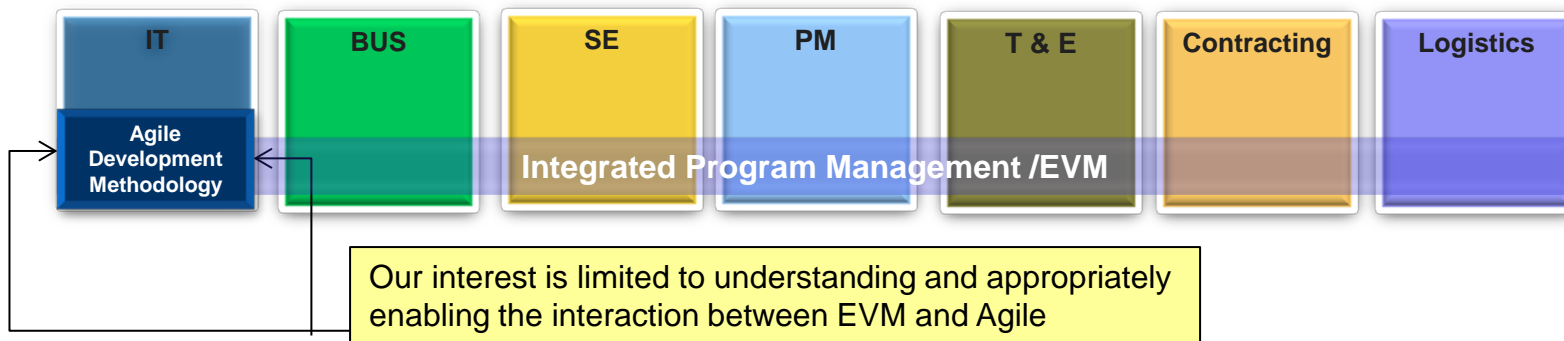 IT
BUS
SE
PM
T & E
Contracting
Logistics
Agile
Development
Methodology
Integrated Program Management /EVM
Our interest is limited to understanding and appropriately
enabling the interaction between EVM and Agile